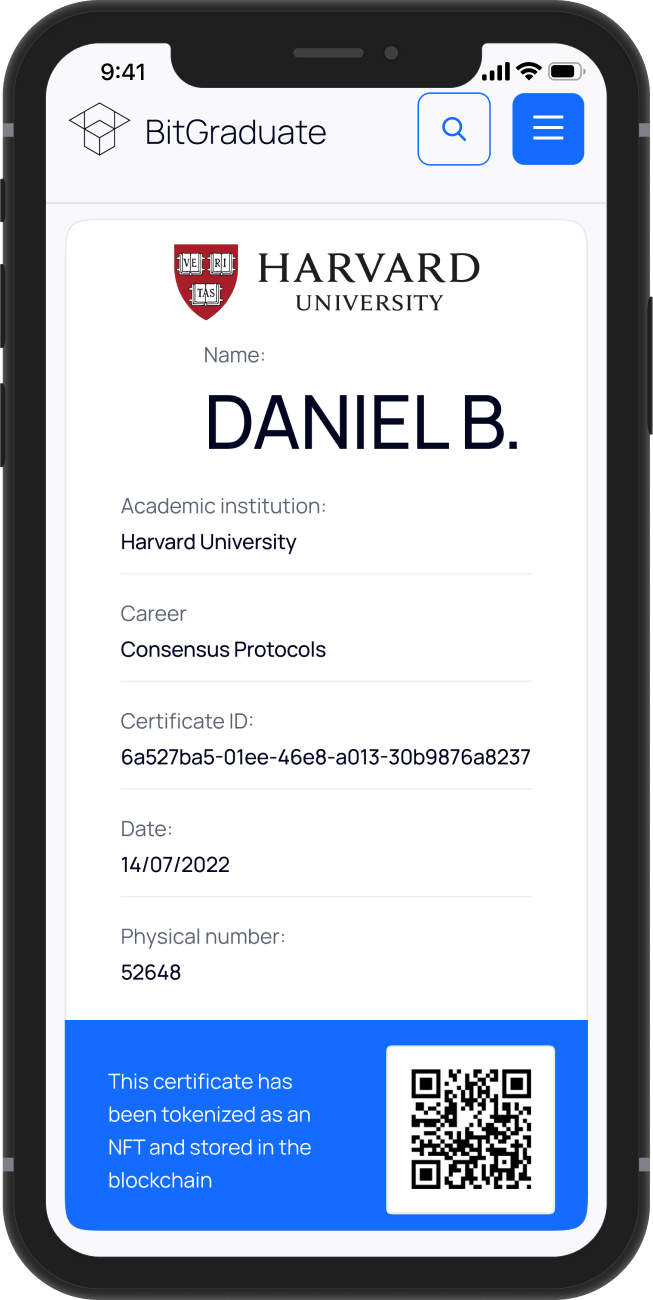 9:41
BitGraduate
VE RI
TAS
HARVARD
UNIVERSITY
Name:
DANIEL B.
Academic institution:
Harvard University
Career
Consensus Protocols
Certificate ID:
6a527ba5-01ee-46e8-a013-30b9876a8237
Date:
14/07/2022
Physical number:
52648
This certificate has
been tokenized as an
NFT and stored in the
blockchain